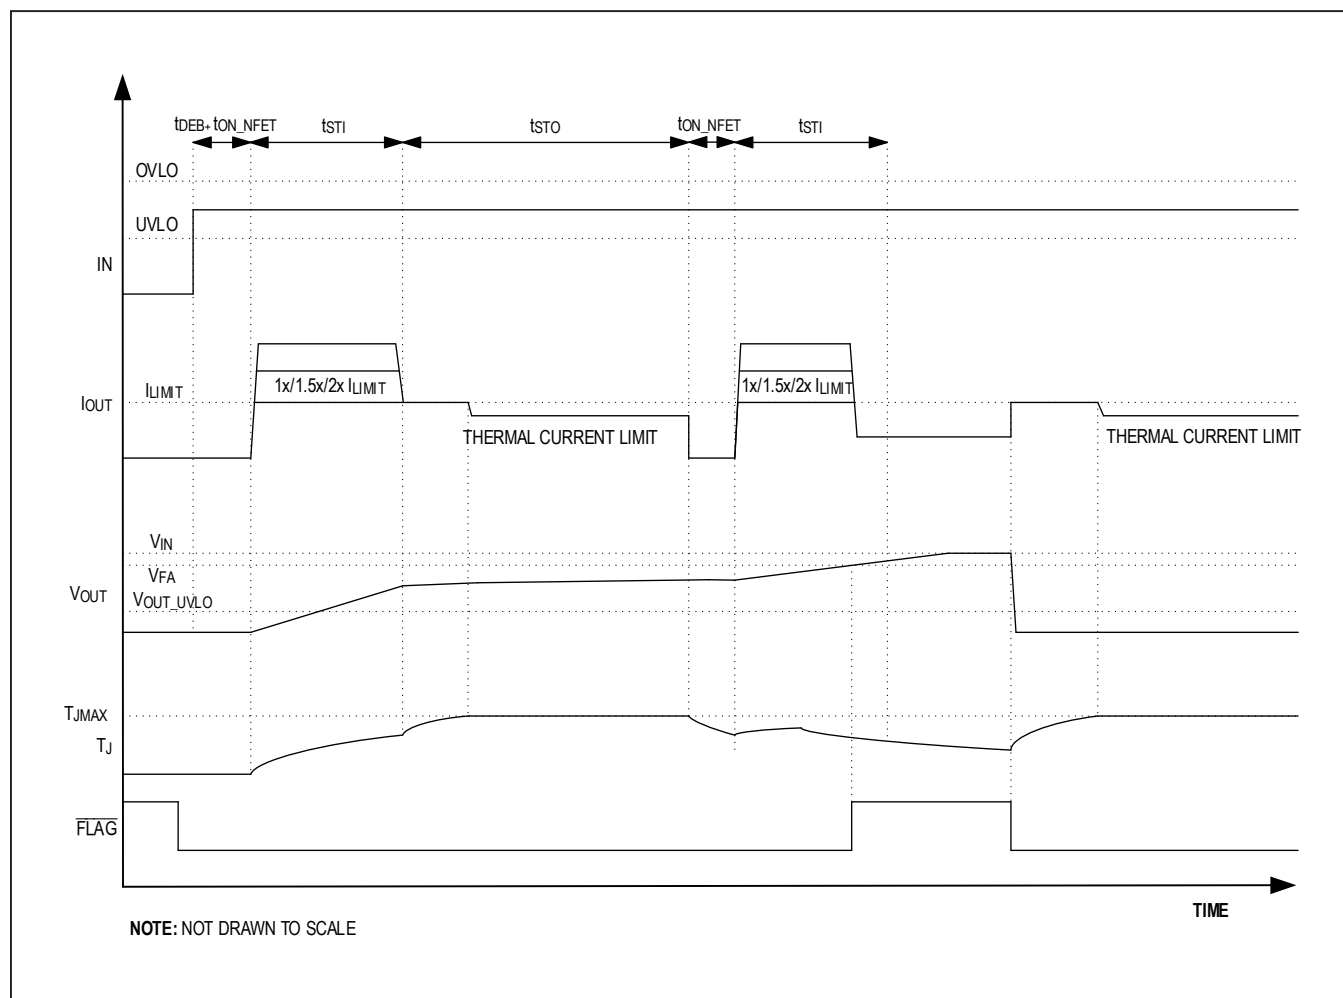 tDEB+ tON_NFET
tSTI
tSTO
tON_NFET
tSTI
OVLO
UVLO
IN
ILIMIT
1x/1.5x/2x ILIMIT
1x/1.5x/2x ILIMIT
IOUT
THERMAL CURRENT LIMIT
THERMAL CURRENT LIMIT
VIN
VFA
VOUT
VOUT_UVLO
TJMAX
TJ
FLAG
TIME
NOTE: NOT DRAWN TO SCALE